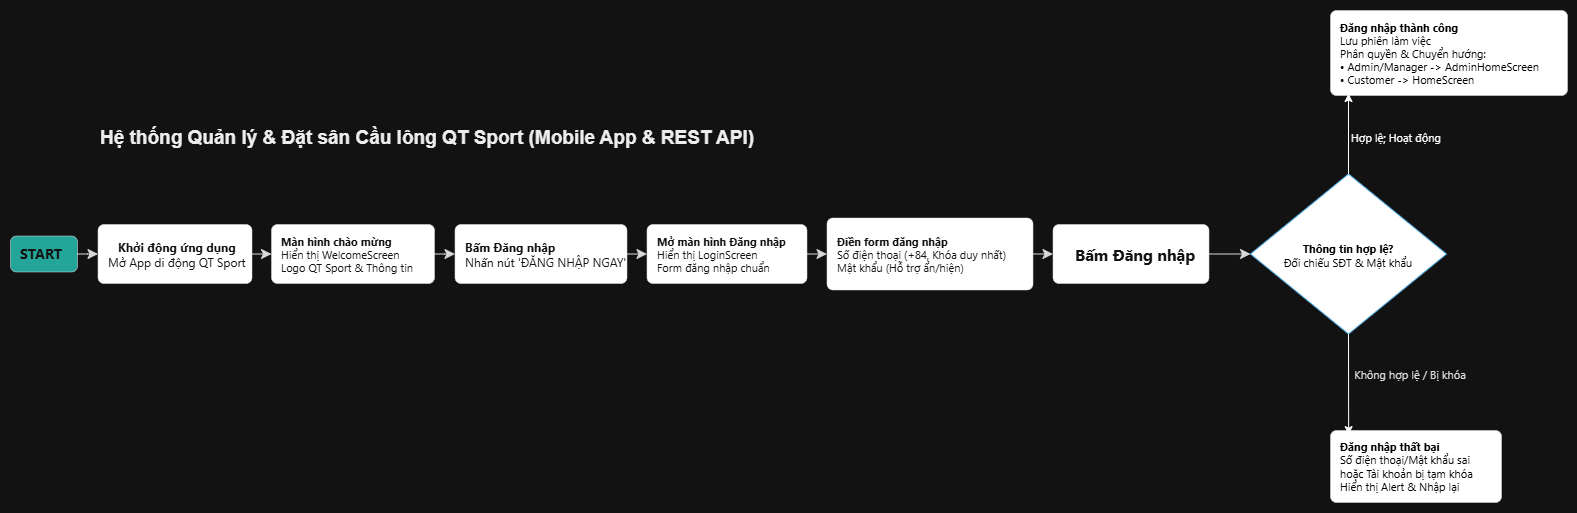 Hệ thống Quản lý & Đặt sân Cầu lông QT Sport (Mobile App & REST API)
START
Khởi động ứng dụng
Mở App di động QT Sport
Màn hình chào mừng
Hiển thị WelcomeScreen
Logo QT Sport & Thông tin
Bấm Đăng nhập
Nhấn nút 'ĐĂNG NHẬP NGAY'
Mở màn hình Đăng nhập
Hiển thị LoginScreen
Form đăng nhập chuẩn
Điền form đăng nhập
Số điện thoại (+84, Khóa duy nhất)
Mật khẩu (Hỗ trợ ẩn/hiện)
Bấm Đăng nhập
Thông tin hợp lệ?
Đối chiếu SĐT & Mật khẩu
Hợp lệ; Hoạt động
Đăng nhập thành công
Lưu phiên làm việc
Phân quyền & Chuyển hướng:
• Admin/Manager -> AdminHomeScreen
• Customer -> HomeScreen
Không hợp lệ / Bị khóa
Đăng nhập thất bại
Số điện thoại/Mật khẩu sai
hoặc Tài khoản bị tạm khóa
Hiển thị Alert & Nhập lại